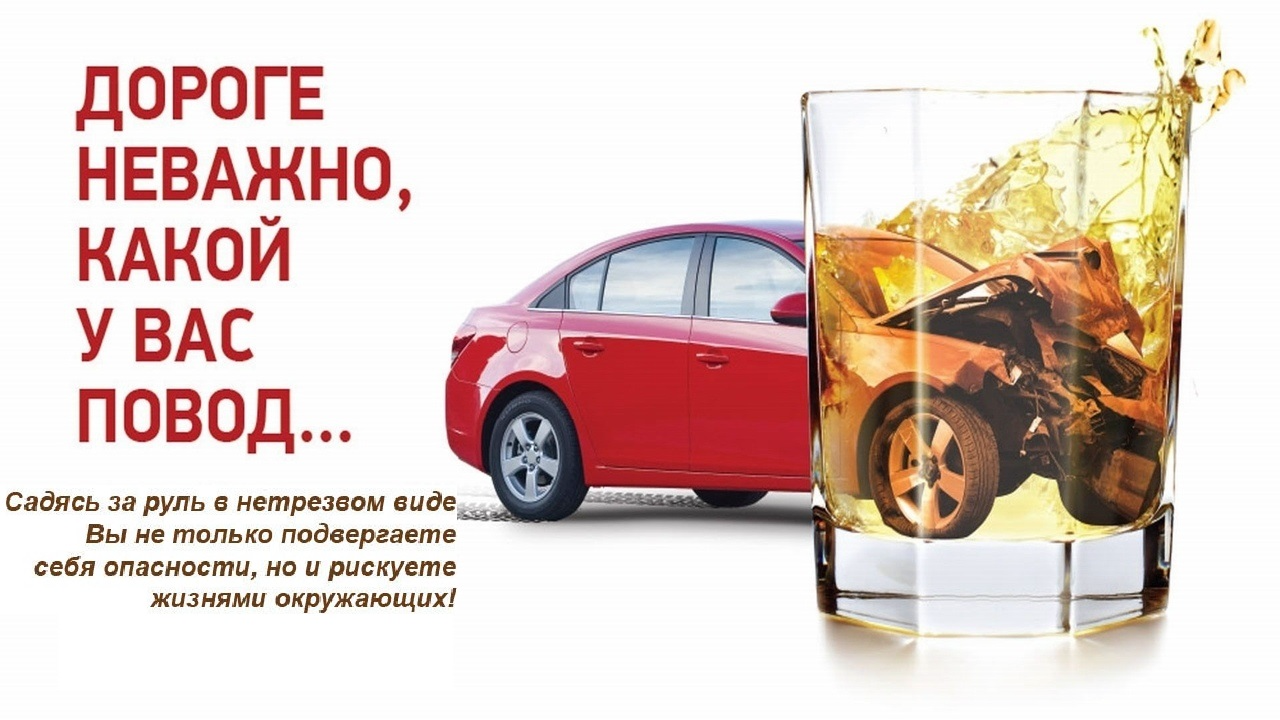 ДОРОГЕ
НЕВАЖНО,
КАКОЙ
У ВАС
ПОВОД...
Садясь за руль в нетрезвом виде
Вы не только подвергаете
себя опасности, но и рискуете
жизнями окружающих!